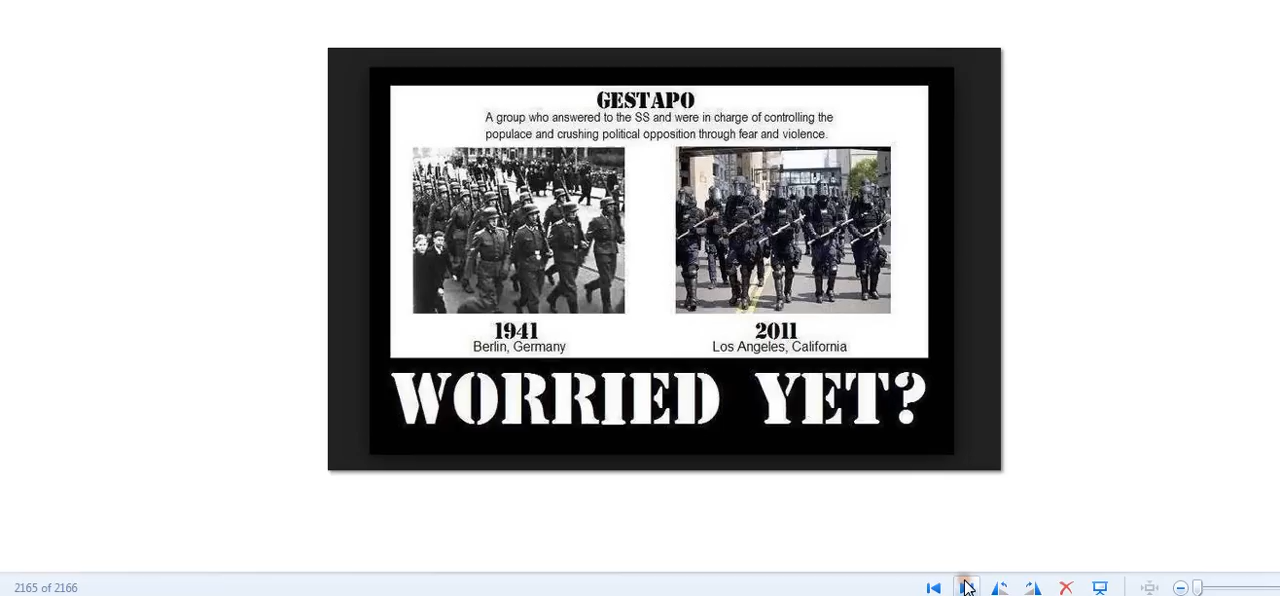 GESTAPO
A group who answered to the SS and were in charge of controlling the
populace and crushing political opposition through fear and violence.
1941
Berlin, Germany
2011
Los Angeles, California
WORRIED YET?
2165 of 2166